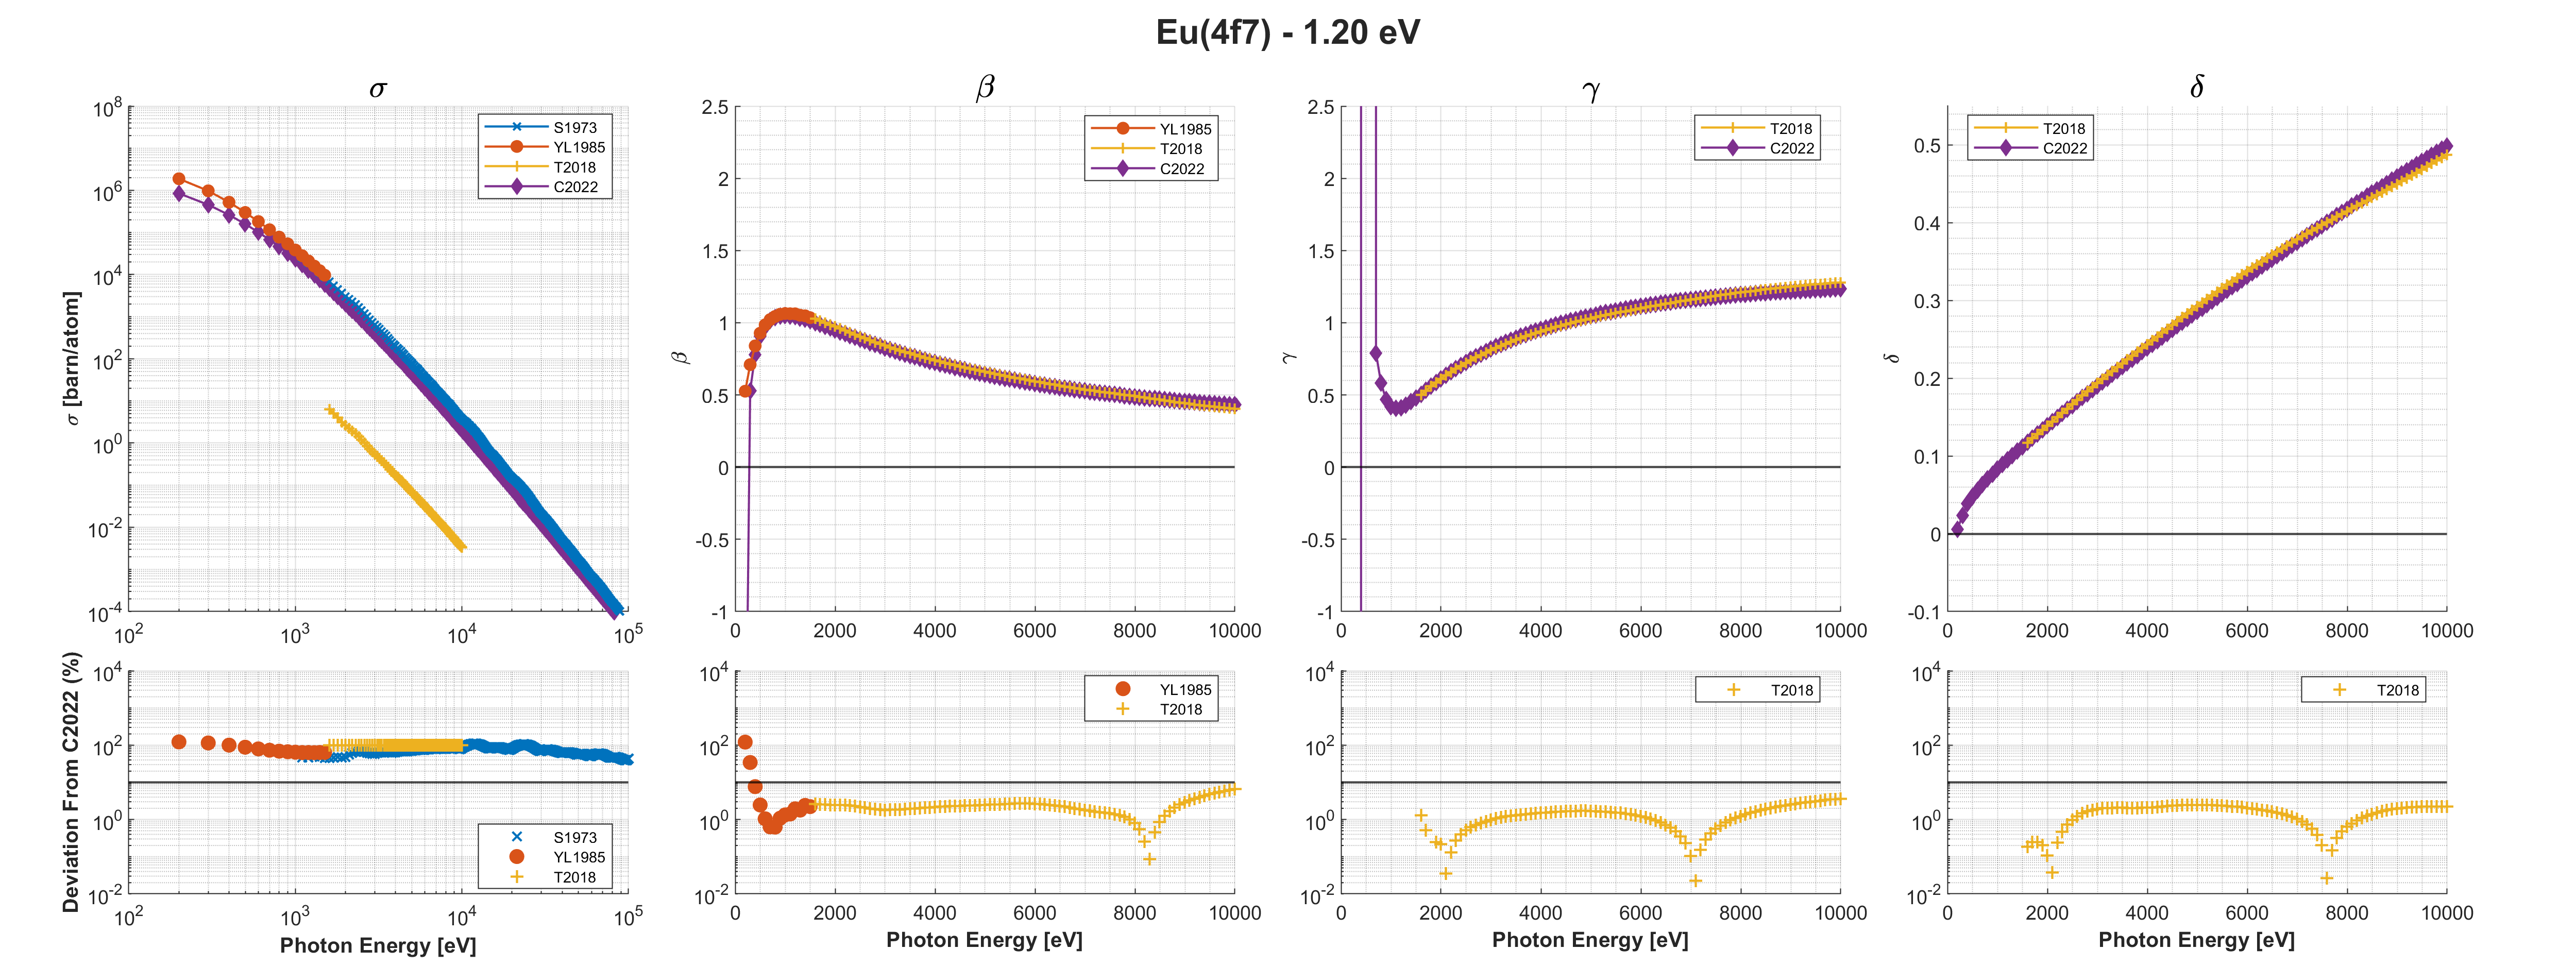 Eu(4f7) - 1.20 eV
σ
10^8
10^6
10^4
10^2
10^0
10^-2
10^-4
10^2
10^3
10^4
10^5
σ [barn/atom]
S1973
YL1985
T2018
C2022
β
2.5
2
1.5
1
0.5
0
-0.5
-1
0
2000
4000
6000
8000
10000
β
YL1985
T2018
C2022
γ
2.5
2
1.5
1
0.5
0
-0.5
-1
0
2000
4000
6000
8000
10000
γ
T2018
C2022
δ
0.5
0.4
0.3
0.2
0.1
0
-0.1
0
2000
4000
6000
8000
10000
δ
T2018
C2022
Deviation From C2022 (%)
10^4
10^2
10^0
10^-2
10^2
10^3
10^4
10^5
Photon Energy [eV]
S1973
YL1985
T2018
10^4
10^2
10^0
10^-2
0
2000
4000
6000
8000
10000
Photon Energy [eV]
YL1985
T2018
10^4
10^2
10^0
10^-2
0
2000
4000
6000
8000
10000
Photon Energy [eV]
T2018
10^4
10^2
10^0
10^-2
0
2000
4000
6000
8000
10000
Photon Energy [eV]
T2018